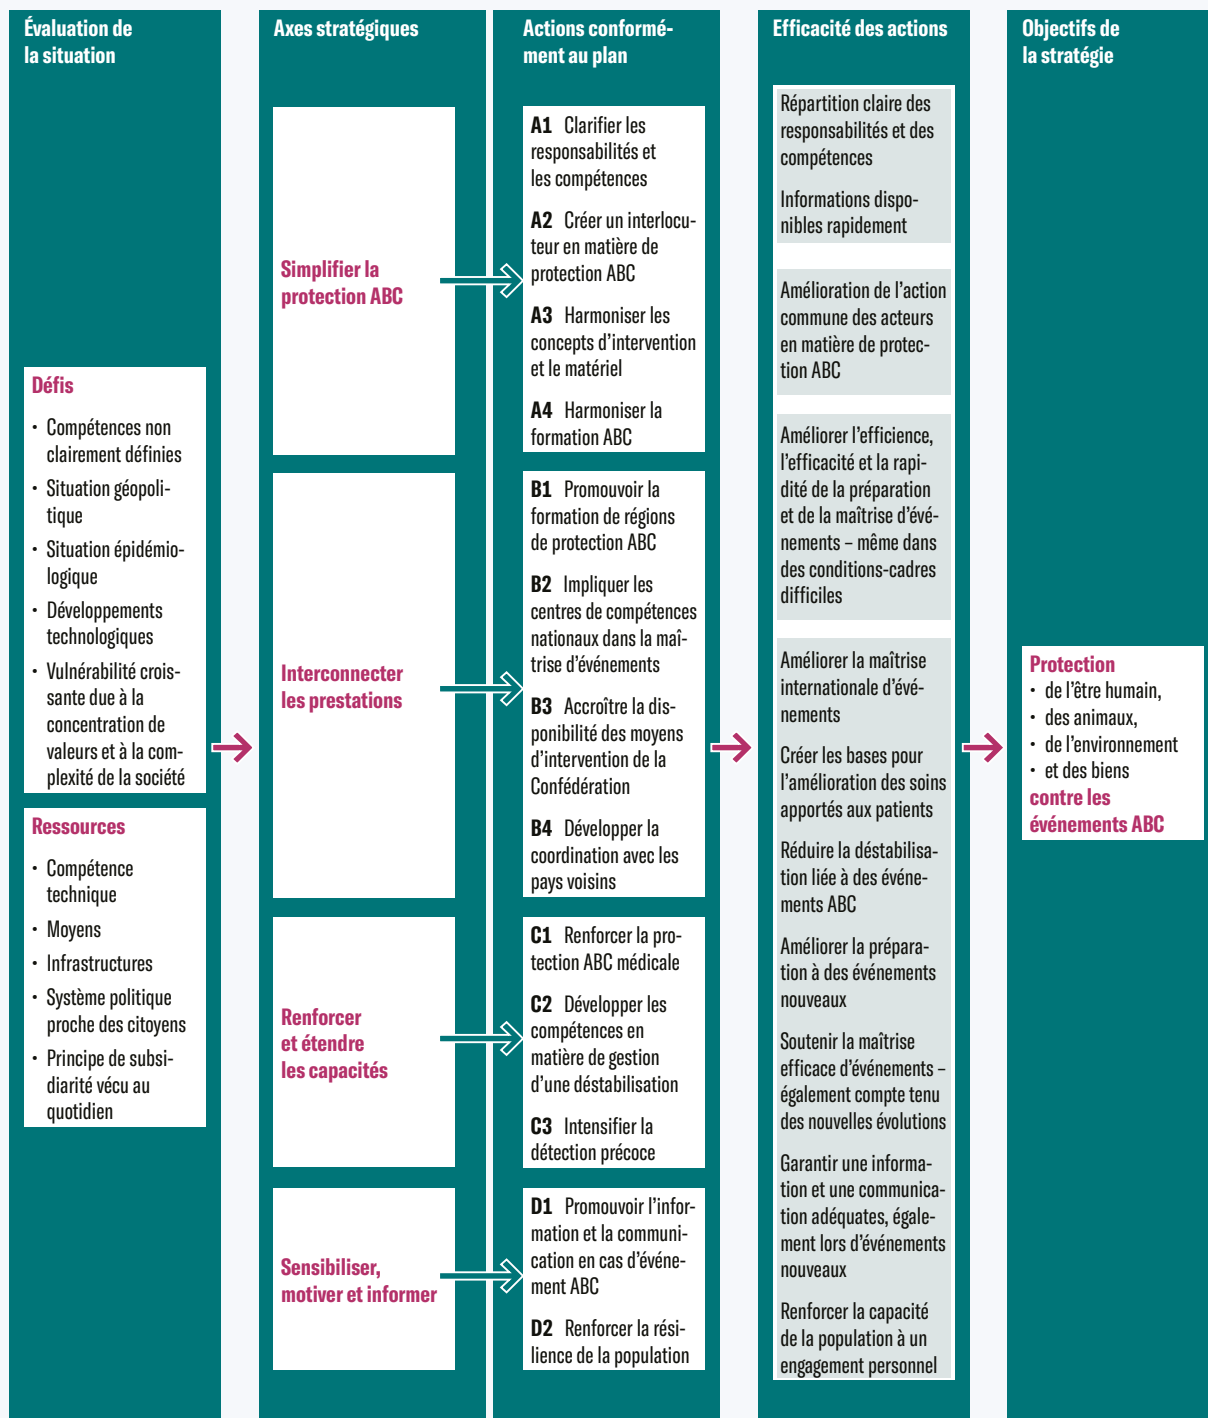 Évaluation de
la situation
Défis
• Compétences non
clairement définies
• Situation géopoli-
tique
• Situation épidémio-
logique
• Développements
technologiques
• Vulnérabilité crois-
sante due à la
concentration de
valeurs et à la com-
plexité de la société
Ressources
• Compétence
technique
• Moyens
• Infrastructures
• Système politique
proche des citoyens
• Principe de subsi-
diarité vécu au
quotidien
Axes stratégiques
Simplifier la
protection ABC
Interconnecter
les prestations
Renforcer
et étendre
les capacités
Sensibiliser,
motiver et informer
Actions conformé-
ment au plan
A1 Clarifier les
responsabilités et
les compétences
A2 Créer un interlocu-
teur en matière de
protection ABC
A3 Harmoniser les
concepts d'intervention
et le matériel
A4 Harmoniser la
formation ABC
B1 Promouvoir la
formation de régions
de protection ABC
B2 Impliquer les
centres de compétences
nationaux dans la maî-
trise d'événements
B3 Accroître la dis-
ponibilité des moyens
d'intervention de la
Confédération
B4 Développer la
coordination avec les
pays voisins
C1 Renforcer la pro-
tection ABC médicale
C2 Développer les
compétences en
matière de gestion
d'une déstabilisation
C3 Intensifier la
détection précoce
D1 Promouvoir l'infor-
mation et la communi-
cation en cas d'événe-
ment ABC
D2 Renforcer la rési-
lience de la population
Efficacité des actions
Répartition claire des
responsabilités et des
compétences
Informations dispo-
nibles rapidement
Amélioration de l'action
commune des acteurs
en matière de protec-
tion ABC
Améliorer l'efficience,
l'efficacité et la rapi-
dité de la préparation
et de la maîtrise d'évé-
nements – même dans
des conditions-cadres
difficiles
Améliorer la maîtrise
internationale d'évé-
nements
Créer les bases pour
l'amélioration des soins
apportés aux patients
Réduire la déstabilisa-
tion liée à des événe-
ments ABC
Améliorer la prépara-
tion à des événements
nouveaux
Soutenir la maîtrise
efficace d'événements –
également compte tenu
des nouvelles évolutions
Garantir une informa-
tion et une communica-
tion adéquates, égale-
ment lors d'événements
nouveaux
Renforcer la capacité
de la population à un
engagement personnel
Objectifs de
la stratégie
Protection
• de l'être humain,
• des animaux,
• de l'environnement
• et des biens
contre les
événements ABC